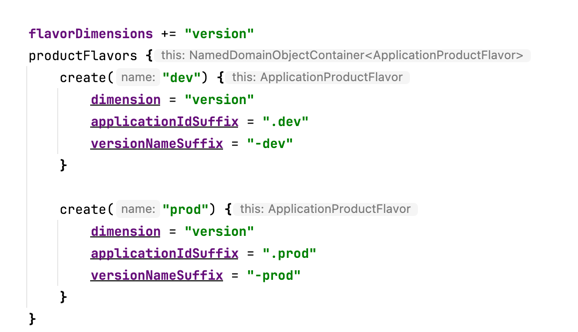 flavorDimensions += "version"
productFlavors { this: NamedDomainObjectContainer<ApplicationProductFlavor>
create( name: "dev") { this: ApplicationProductFlavor
dimension = "version"
applicationIdSuffix = ".dev"
versionNameSuffix = "-dev"
}
create( name: "prod") { this: ApplicationProductFlavor
dimension = "version"
applicationIdSuffix = ".prod"
versionNameSuffix = "-prod"
}
}